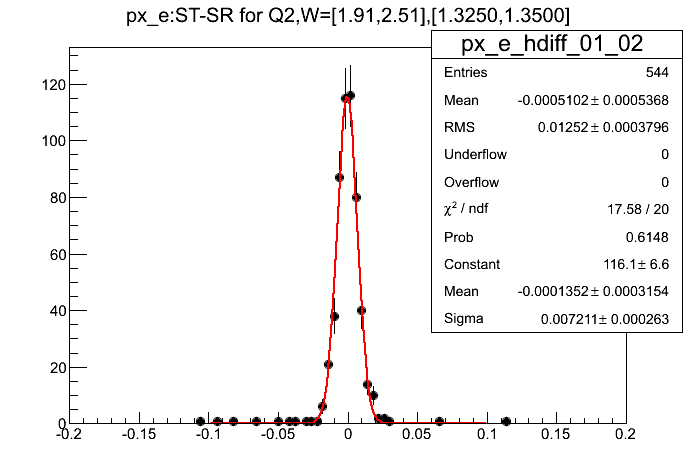 px_e:ST-SR for Q2,W=[1.91,2.51],[1.3250,1.3500]
px_e_hdiff_01_02
Entries 544
Mean -0.0005102 ± 0.0005368
RMS 0.01252 ± 0.0003796
Underflow 0
Overflow 0
χ² / ndf 17.58 / 20
Prob 0.6148
Constant 116.1 ± 6.6
Mean -0.0001352 ± 0.0003154
Sigma 0.007211 ± 0.000263
120
100
80
60
40
20
0
-0.2 -0.15 -0.1 -0.05 0 0.05 0.1 0.15 0.2